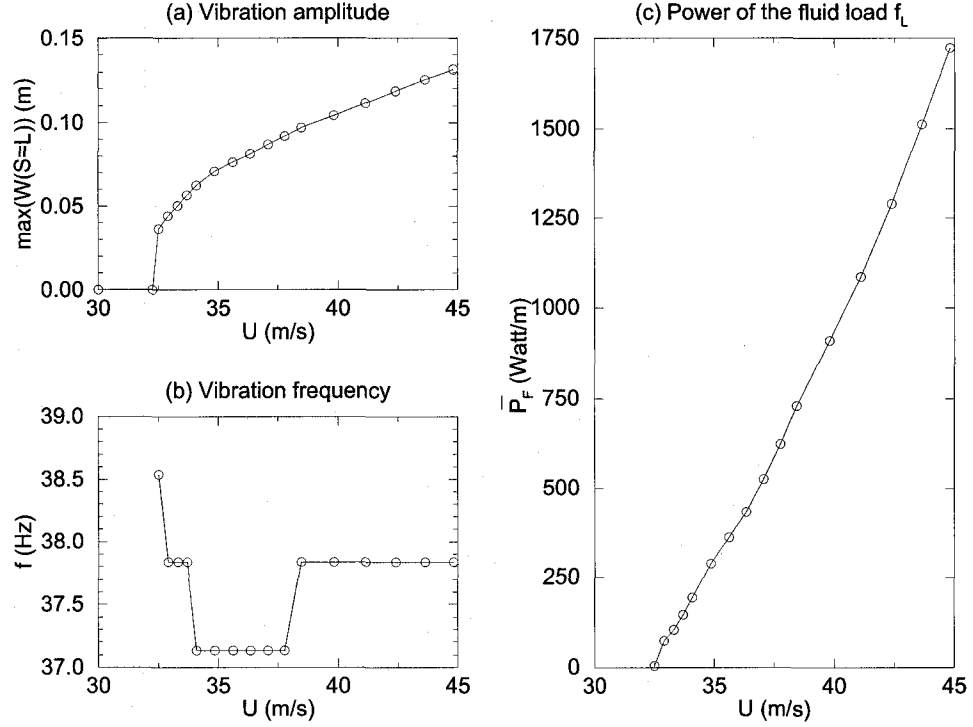 (a) Vibration amplitude
0.15
0.10
0.05
0.00
max(W(S=L)) (m)
30 35 40 45
U (m/s)
(b) Vibration frequency
39.0
38.5
38.0
37.5
37.0
f (Hz)
30 35 40 45
U (m/s)
(c) Power of the fluid load f_L
1750
1500
1250
1000
750
500
250
0
P̅_F (Watt/m)
30 35 40 45
U (m/s)